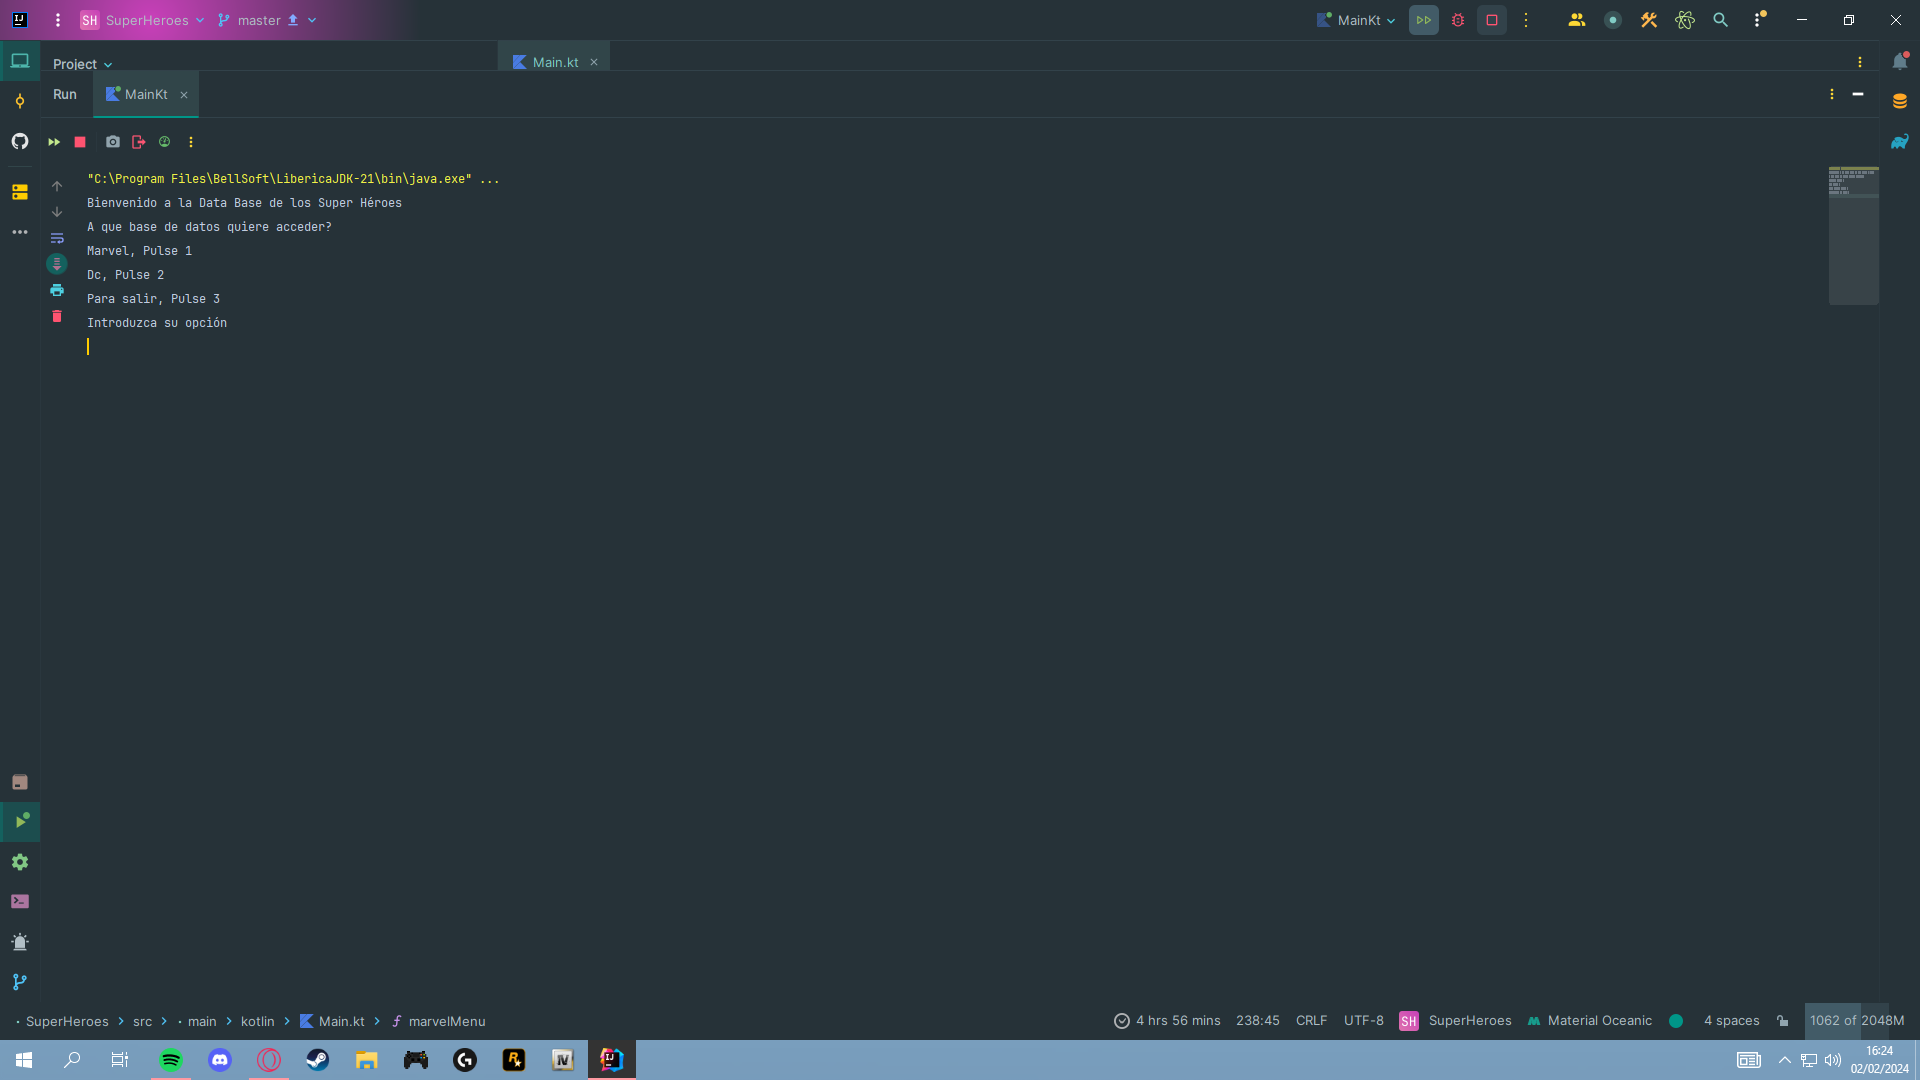 SH SuperHeroes master MainKt
Project Main.kt
Run MainKt
"C:\Program Files\BellSoft\LibericaJDK-21\bin\java.exe" ...
Bienvenido a la Data Base de los Super Héroes
A que base de datos quiere acceder?
Marvel, Pulse 1
Dc, Pulse 2
Para salir, Pulse 3
Introduzca su opción
SuperHeroes > src > main > kotlin > Main.kt > marvelMenu 4 hrs 56 mins 238:45 CRLF UTF-8 SH SuperHeroes Material Oceanic 4 spaces 1062 of 2048M
16:24
02/02/2024